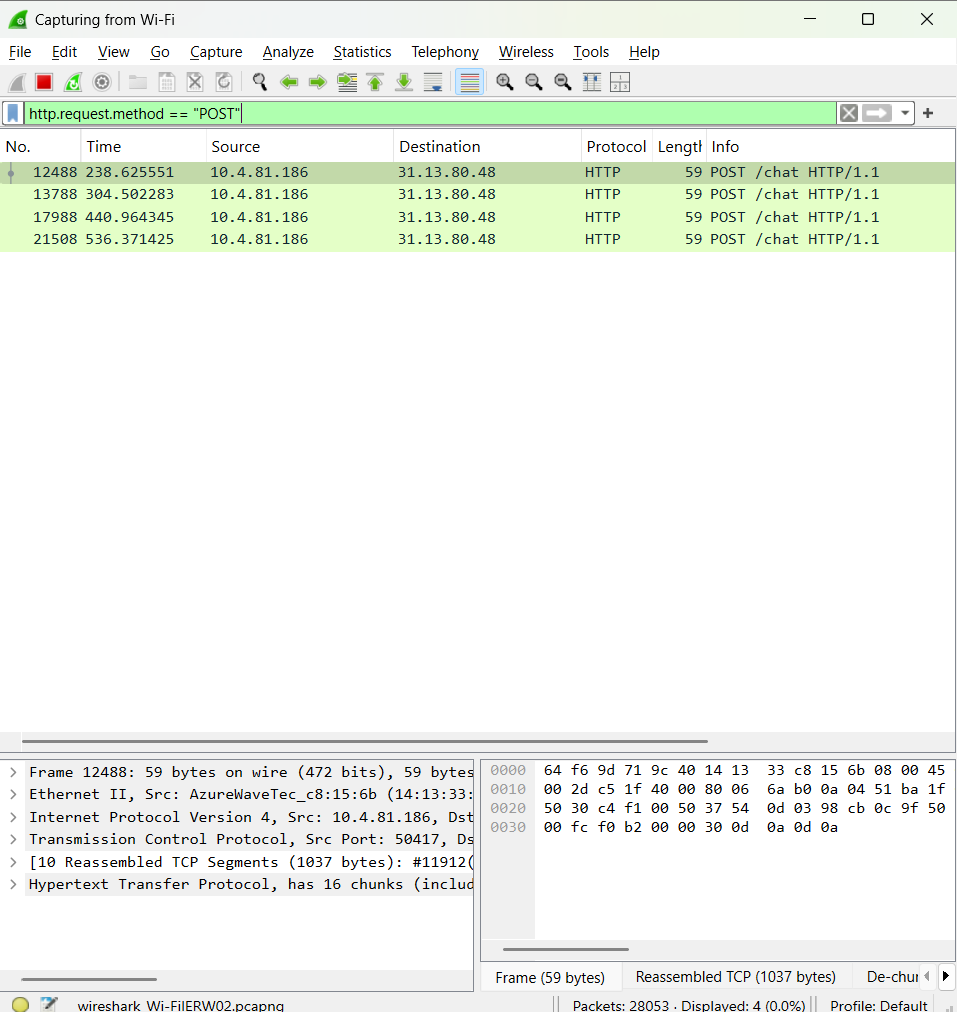 Capturing from Wi-Fi
File Edit View Go Capture Analyze Statistics Telephony Wireless Tools Help
http.request.method == "POST"
No. Time Source Destination Protocol Lengtl Info
12488 238.625551 10.4.81.186 31.13.80.48 HTTP 59 POST /chat HTTP/1.1
13788 304.502283 10.4.81.186 31.13.80.48 HTTP 59 POST /chat HTTP/1.1
17988 440.964345 10.4.81.186 31.13.80.48 HTTP 59 POST /chat HTTP/1.1
21508 536.371425 10.4.81.186 31.13.80.48 HTTP 59 POST /chat HTTP/1.1
Frame 12488: 59 bytes on wire (472 bits), 59 bytes
Ethernet II, Src: AzureWaveTec_c8:15:6b (14:13:33:
Internet Protocol Version 4, Src: 10.4.81.186, Dst
Transmission Control Protocol, Src Port: 50417, Ds
[10 Reassembled TCP Segments (1037 bytes): #11912(
Hypertext Transfer Protocol, has 16 chunks (includ
0000 64 f6 9d 71 9c 40 14 13 33 c8 15 6b 08 00 45
0010 00 2d c5 1f 40 00 80 06 6a b0 0a 04 51 ba 1f
0020 50 30 c4 f1 00 50 37 54 0d 03 98 cb 0c 9f 50
0030 00 fc f0 b2 00 00 30 0d 0a 0d 0a
Frame (59 bytes) Reassembled TCP (1037 bytes) De-chur
wireshark_Wi-FiIERW02.pcapng Packets: 28053 · Displayed: 4 (0.0%) Profile: Default